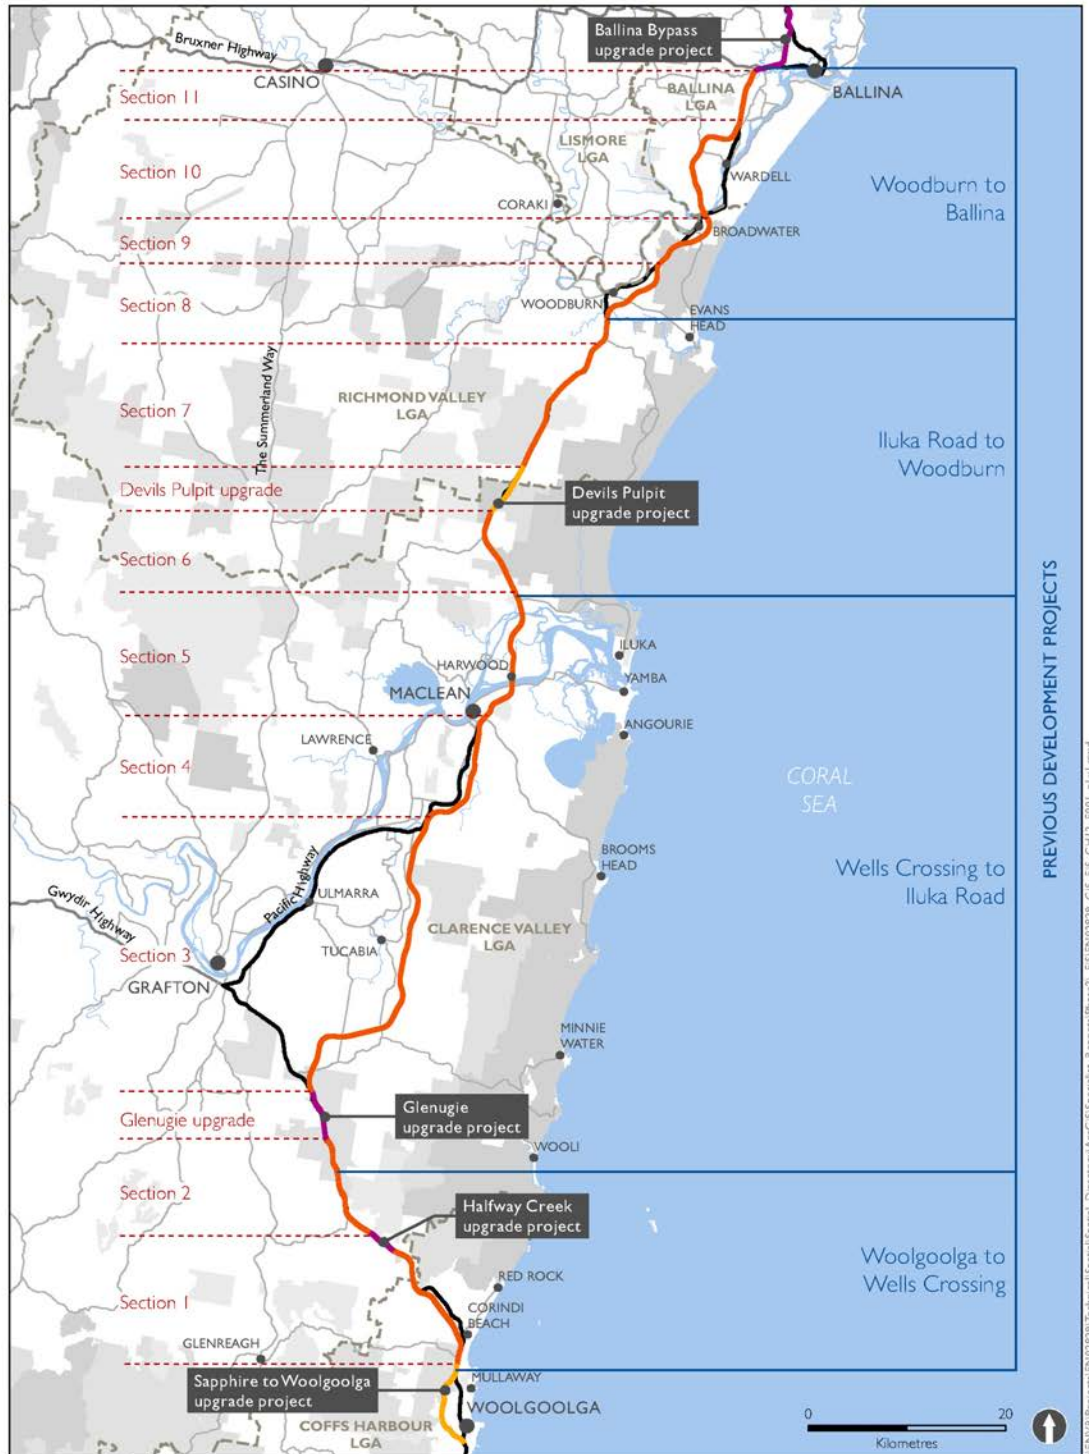 Ballina Bypass
upgrade project
Bruxner Highway
CASINO
Section 11
BALLINA
LGA
BALLINA
LISMORE
LGA
Section 10
WARDELL
Woodburn to
Ballina
CORAKI
BROADWATER
Section 9
Section 8
WOODBURN
EVANS
HEAD
The Summerland Way
RICHMOND VALLEY
LGA
Section 7
Iluka Road to
Woodburn
Devils Pulpit upgrade
Devils Pulpit
upgrade project
Section 6
PREVIOUS DEVELOPMENT PROJECTS
Section 5
ILUKA
HARWOOD
YAMBA
MACLEAN
ANGOURIE
LAWRENCE
Section 4
CORAL
SEA
BROOMS
HEAD
Wells Crossing to
Iluka Road
Pacific Highway
Gwydir Highway
ULMARRA
CLARENCE VALLEY
LGA
TUCABIA
Section 3
GRAFTON
MINNIE
WATER
Glenugie upgrade
Glenugie
upgrade project
WOOLI
Section 2
Halfway Creek
upgrade project
Woolgoolga to
Wells Crossing
RED ROCK
Section 1
CORINDI
BEACH
GLENREAGH
Sapphire to Woolgoolga
upgrade project
MULLAWAY
WOOLGOOLGA
COFFS HARBOUR
LGA
0 20
Kilometres